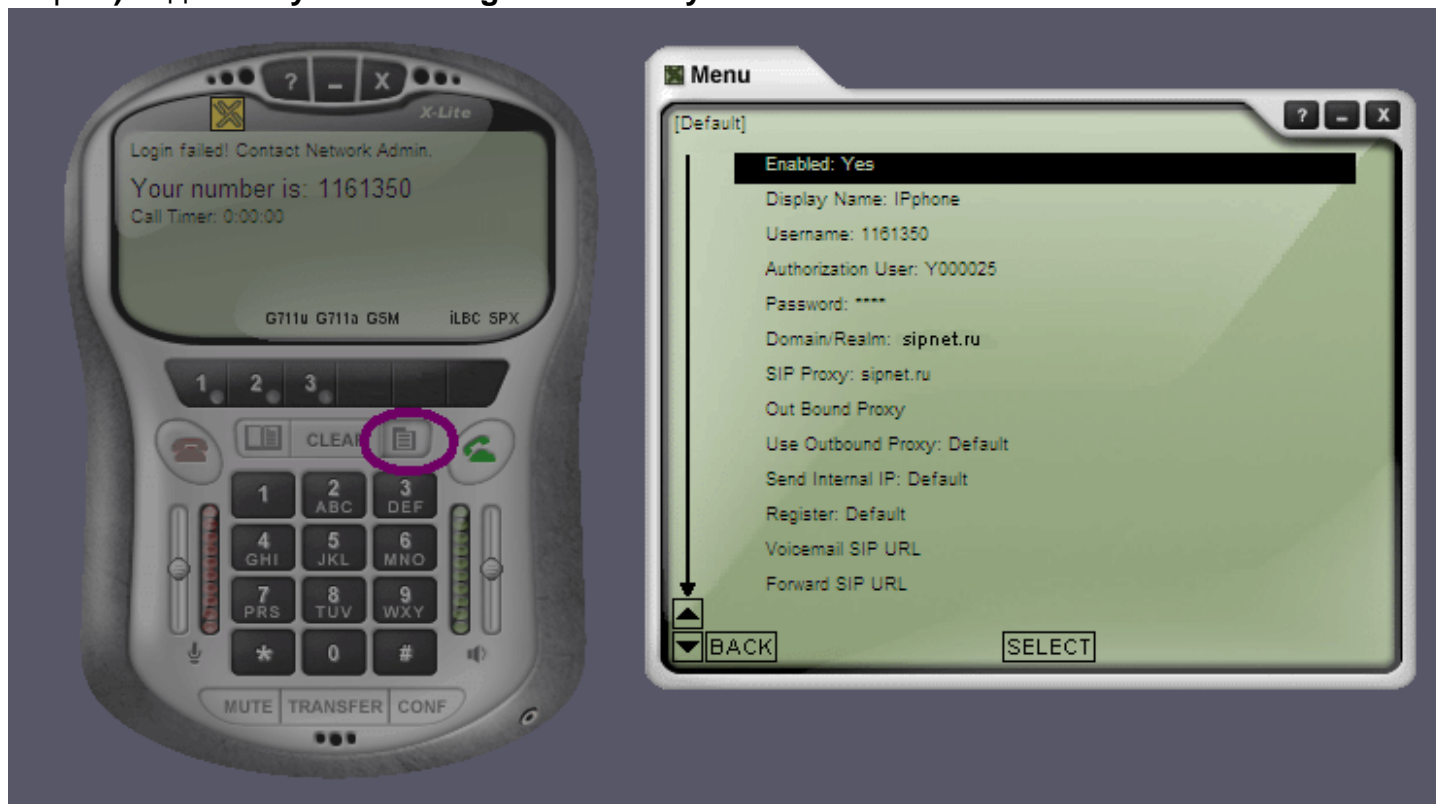 ? – X
X-Lite
Login failed! Contact Network Admin.
Your number is: 1161350
Call Timer: 0:00:00
G711u G711a GSM iLBC SPX
1 2 3
CLEAR
1
2 ABC
3 DEF
4 GHI
5 JKL
6 MNO
7 PRS
8 TUV
9 WXY
*
0
#
MUTE TRANSFER CONF
Menu
? – X
[Default]
Enabled: Yes
Display Name: IPphone
Username: 1161350
Authorization User: Y000025
Password: ****
Domain/Realm: sipnet.ru
SIP Proxy: sipnet.ru
Out Bound Proxy
Use Outbound Proxy: Default
Send Internal IP: Default
Register: Default
Voicemail SIP URL
Forward SIP URL
BACK SELECT